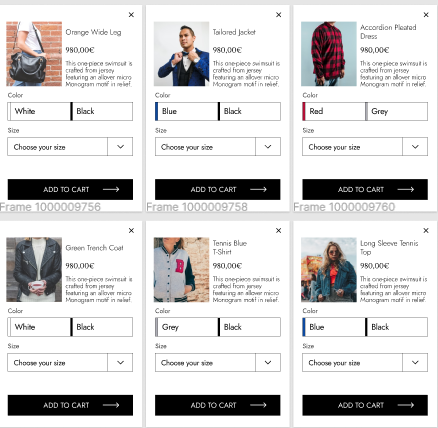 ×
Orange Wide Leg
980,00€
This one-piece swimsuit is
crafted from jersey
featuring an allover micro
Monogram motif in relief.
Color
White
Black
Size
Choose your size
ADD TO CART
×
Tailored Jacket
980,00€
This one-piece swimsuit is
crafted from jersey
featuring an allover micro
Monogram motif in relief.
Color
Blue
Black
Size
Choose your size
ADD TO CART
×
Accordion Pleated
Dress
980,00€
This one-piece swimsuit is
crafted from jersey
featuring an allover micro
Monogram motif in relief.
Color
Red
Grey
Size
Choose your size
ADD TO CART
Frame 1000009756
Frame 1000009758
Frame 1000009760
×
Green Trench Coat
980,00€
This one-piece swimsuit is
crafted from jersey
featuring an allover micro
Monogram motif in relief.
Color
White
Black
Size
Choose your size
ADD TO CART
×
Tennis Blue
T-Shirt
980,00€
This one-piece swimsuit is
crafted from jersey
featuring an allover micro
Monogram motif in relief.
B
Color
Grey
Black
Size
Choose your size
ADD TO CART
×
Long Sleeve Tennis
Top
980,00€
This one-piece swimsuit is
crafted from jersey
featuring an allover micro
Monogram motif in relief.
Color
Blue
Black
Size
Choose your size
ADD TO CART